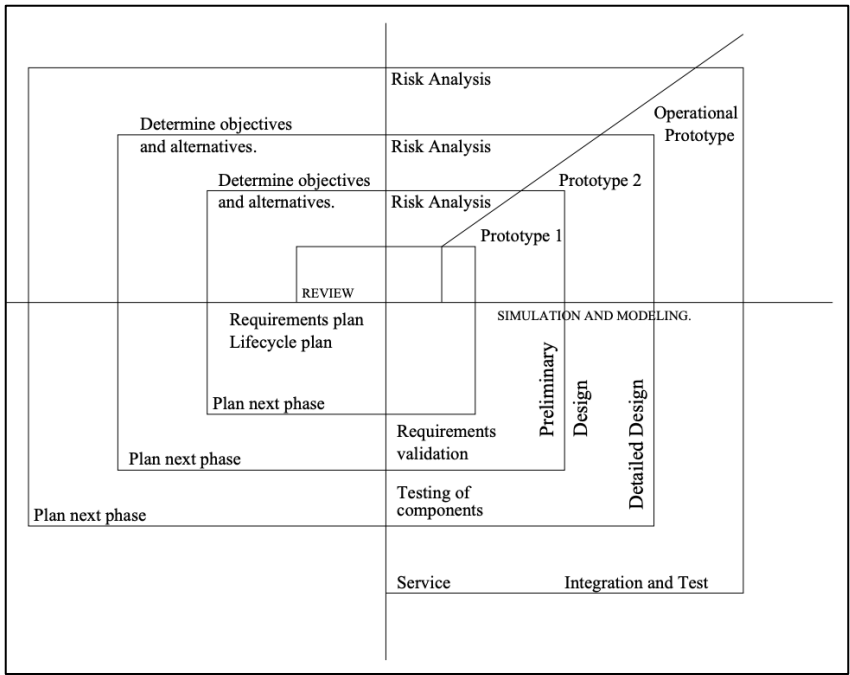 Risk Analysis
Operational
Prototype
Determine objectives
and alternatives.
Risk Analysis
Determine objectives
and alternatives.
Risk Analysis
Prototype 2
Prototype 1
REVIEW
SIMULATION AND MODELING.
Requirements plan
Lifecycle plan
Preliminary
Design
Detailed Design
Plan next phase
Requirements
validation
Plan next phase
Testing of
components
Plan next phase
Service
Integration and Test